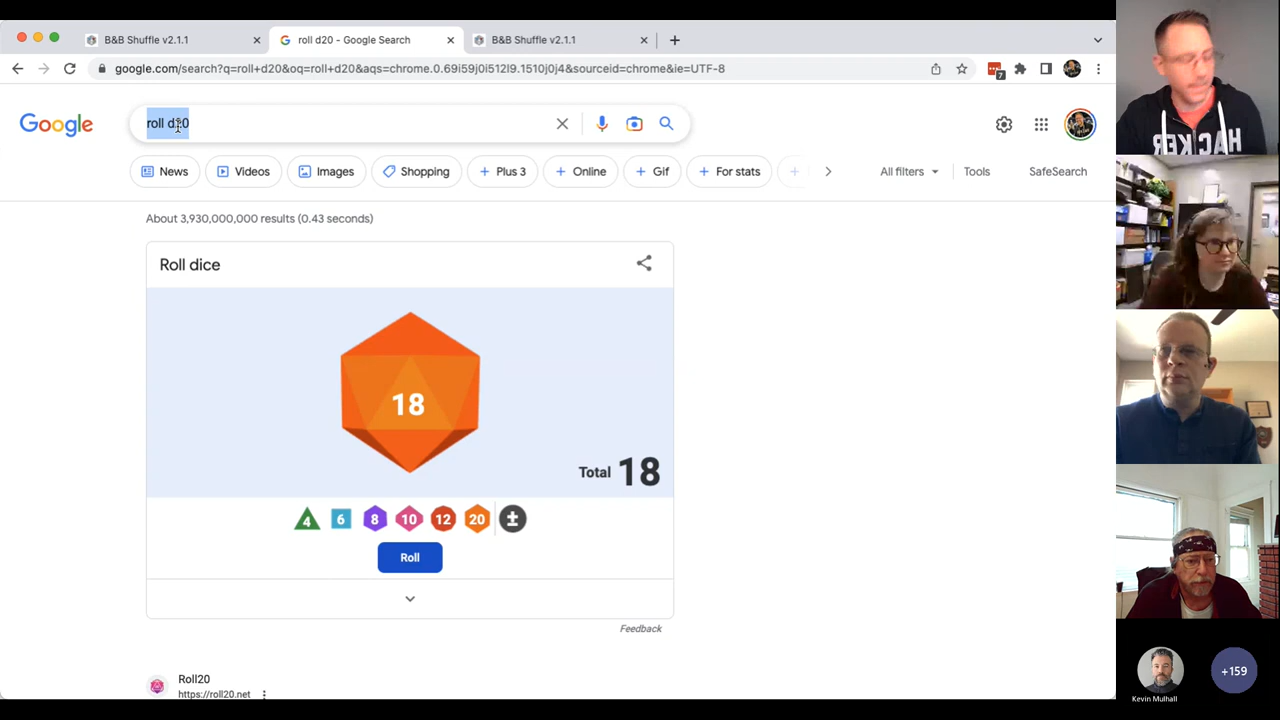 B&B Shuffle v2.1.1
roll d20 - Google Search
B&B Shuffle v2.1.1
google.com/search?q=roll+d20&oq=roll+d20&aqs=chrome.0.69i59j0i512l9.1510j0j4&sourceid=chrome&ie=UTF-8
7
Google
roll d20
News
Videos
Images
Shopping
Plus 3
Online
Gif
For stats
All filters
Tools
SafeSearch
About 3,930,000,000 results (0.43 seconds)
Roll dice
18
Total 18
4
6
8
10
12
20
Roll
Feedback
Roll20
https://roll20.net
HACKER
Kevin Mulhall
+159